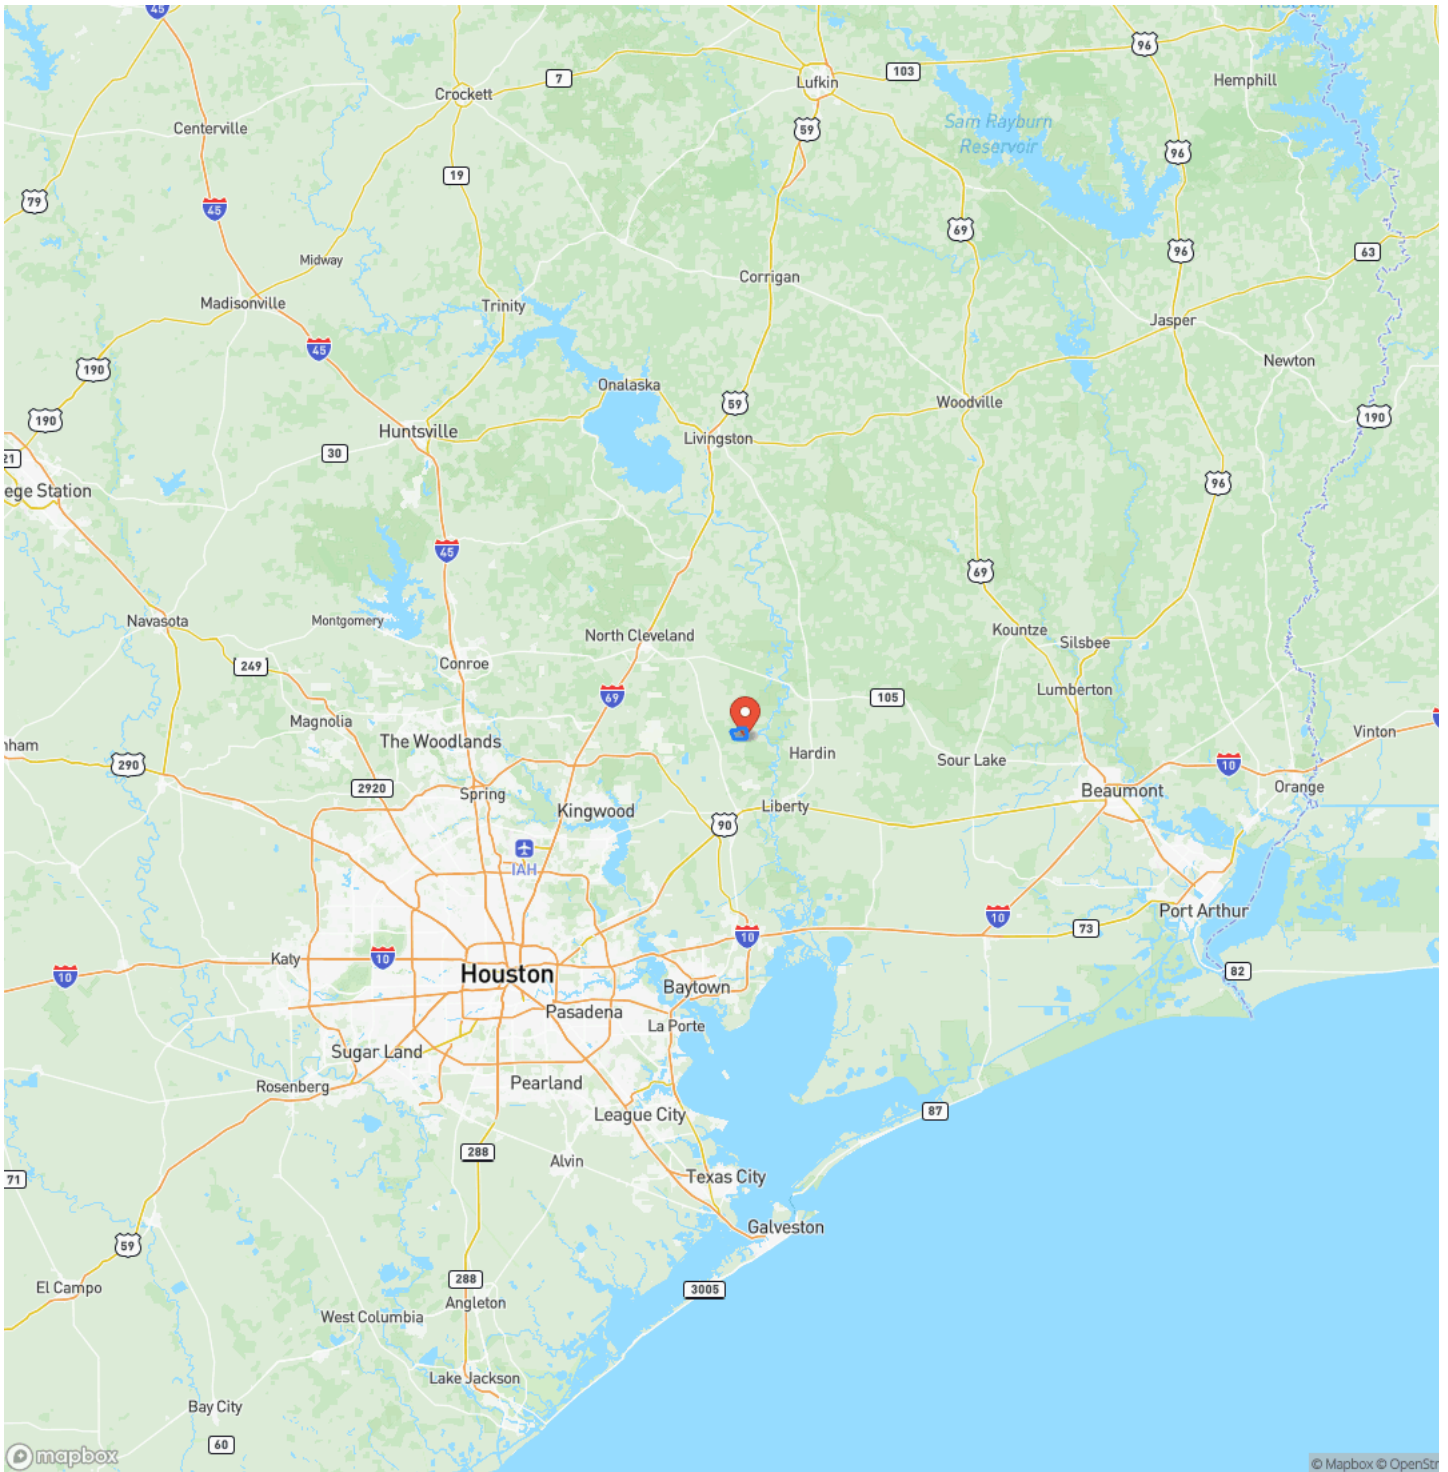 45
Reservoir
96
Lufkin
103
Hemphill
7
Crockett
Centerville
59
Sam Rayburn
Reservoir
96
19
79
45
69
96
63
Midway
Corrigan
Madisonville
Trinity
Jasper
45
Newton
190
Onalaska
59
Woodville
190
190
Huntsville
Livingston
30
21
96
ege Station
45
69
Navasota
Montgomery
North Cleveland
Kountze
Silsbee
249
Conroe
69
105
Lumberton
Magnolia
Vinton
The Woodlands
nham
Hardin
Sour Lake
10
290
2920
Spring
Kingwood
Liberty
Beaumont
Orange
90
IAH
Port Arthur
10
10
73
Katy
10
10
Houston
82
Baytown
Pasadena
La Porte
Sugar Land
Rosenberg
Pearland
League City
87
288
Alvin
71
Texas City
Galveston
59
El Campo
288
3005
Angleton
West Columbia
Lake Jackson
Bay City
60
mapbox
© Mapbox © OpenStr